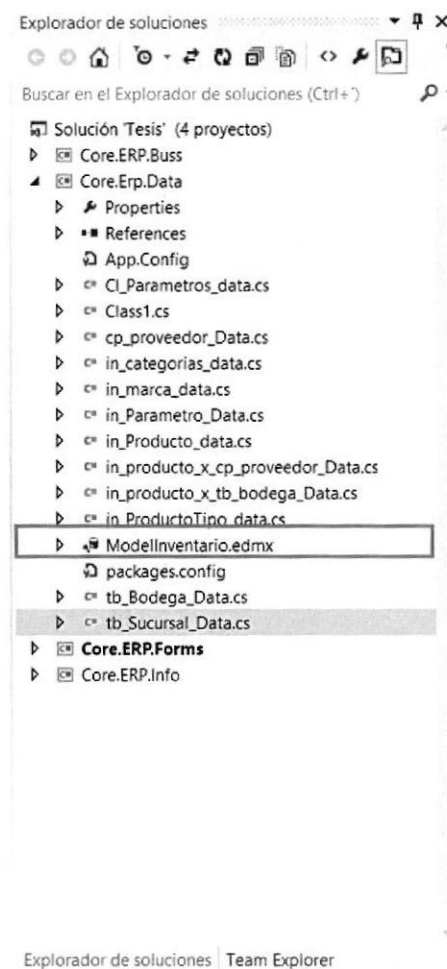 Explorador de soluciones
Buscar en el Explorador de soluciones (Ctrl+´)
Solución 'Tesis' (4 proyectos)
Core.ERP.Buss
Core.Erp.Data
Properties
References
App.Config
Cl_Parametros_data.cs
Class1.cs
cp_proveedor_Data.cs
in_categorias_data.cs
in_marca_data.cs
in_Parametro_Data.cs
in_Producto_data.cs
in_producto_x_cp_proveedor_Data.cs
in_producto_x_tb_bodega_Data.cs
in_ProductoTipo_data.cs
ModelInventario.edmx
packages.config
tb_Bodega_Data.cs
tb_Sucursal_Data.cs
Core.ERP.Forms
Core.ERP.Info
Explorador de soluciones Team Explorer